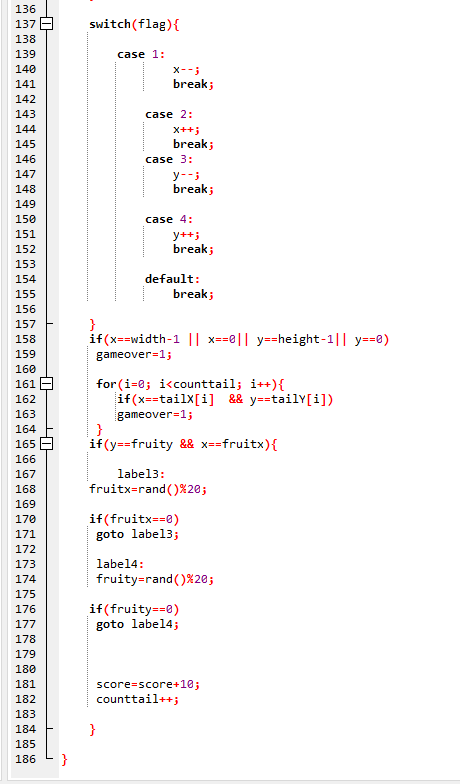 136
137 switch(flag){
138
139 case 1:
140 x--;
141 break;
142
143 case 2:
144 x++;
145 break;
146 case 3:
147 y--;
148 break;
149
150 case 4:
151 y++;
152 break;
153
154 default:
155 break;
156
157 }
158 if(x==width-1 || x==0|| y==height-1|| y==0)
159 gameover=1;
160
161 for(i=0; i<counttail; i++){
162 if(x==tailX[i] && y==tailY[i])
163 gameover=1;
164 }
165 if(y==fruity && x==fruitx){
166
167 label3:
168 fruitx=rand()%20;
169
170 if(fruitx==0)
171 goto label3;
172
173 label4:
174 fruity=rand()%20;
175
176 if(fruity==0)
177 goto label4;
178
179
180
181 score=score+10;
182 counttail++;
183
184 }
185
186 }